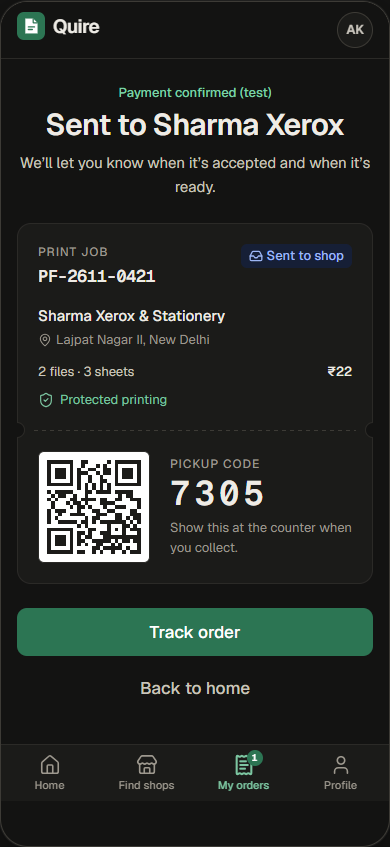 Quire
AK
Payment confirmed (test)
Sent to Sharma Xerox
We’ll let you know when it’s accepted and when it’s
ready.
PRINT JOB
Sent to shop
PF-2611-0421
Sharma Xerox & Stationery
Lajpat Nagar II, New Delhi
2 files · 3 sheets
₹22
Protected printing
PICKUP CODE
7305
Show this at the counter when
you collect.
Track order
Back to home
1
Home
Find shops
My orders
Profile